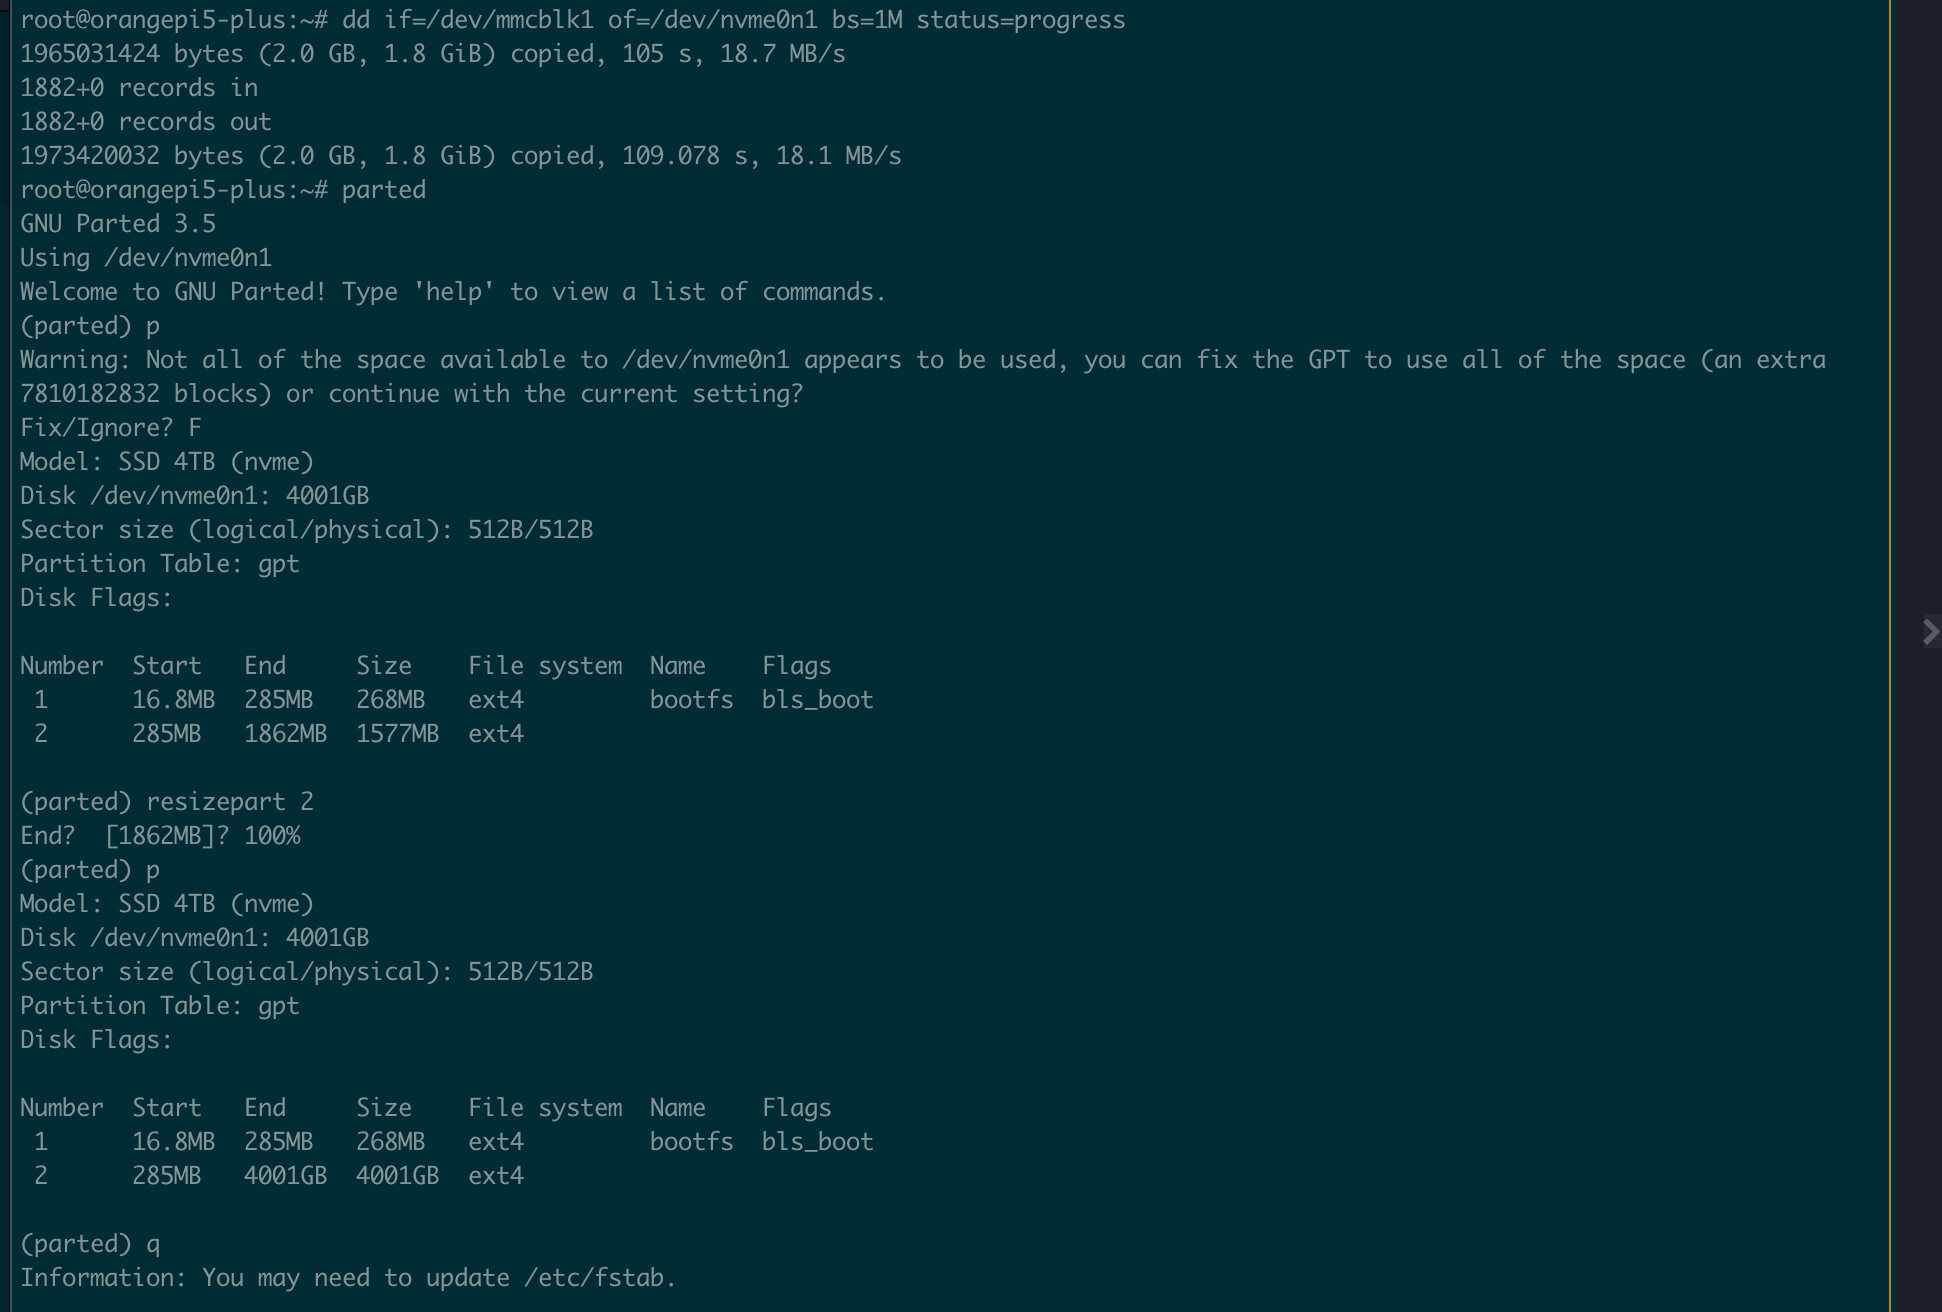 root@orangepi5-plus:~# dd if=/dev/mmcblk1 of=/dev/nvme0n1 bs=1M status=progress
1965031424 bytes (2.0 GB, 1.8 GiB) copied, 105 s, 18.7 MB/s
1882+0 records in
1882+0 records out
1973420032 bytes (2.0 GB, 1.8 GiB) copied, 109.078 s, 18.1 MB/s
root@orangepi5-plus:~# parted
GNU Parted 3.5
Using /dev/nvme0n1
Welcome to GNU Parted! Type 'help' to view a list of commands.
(parted) p
Warning: Not all of the space available to /dev/nvme0n1 appears to be used, you can fix the GPT to use all of the space (an extra
7810182832 blocks) or continue with the current setting?
Fix/Ignore? F
Model: SSD 4TB (nvme)
Disk /dev/nvme0n1: 4001GB
Sector size (logical/physical): 512B/512B
Partition Table: gpt
Disk Flags:
Number  Start   End     Size    File system  Name    Flags
 1      16.8MB  285MB   268MB   ext4         bootfs  bls_boot
 2      285MB   1862MB  1577MB  ext4
(parted) resizepart 2
End?  [1862MB]? 100%
(parted) p
Model: SSD 4TB (nvme)
Disk /dev/nvme0n1: 4001GB
Sector size (logical/physical): 512B/512B
Partition Table: gpt
Disk Flags:
Number  Start   End     Size    File system  Name    Flags
 1      16.8MB  285MB   268MB   ext4         bootfs  bls_boot
 2      285MB   4001GB  4001GB  ext4
(parted) q
Information: You may need to update /etc/fstab.